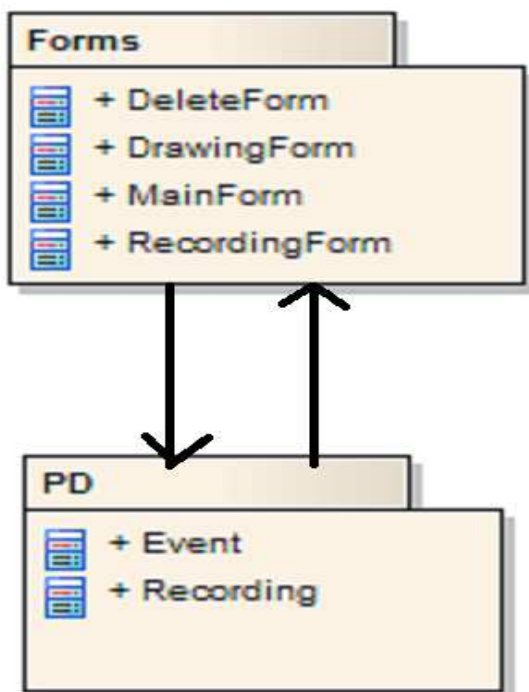 Forms
+ DeleteForm
+ DrawingForm
+ MainForm
+ RecordingForm
PD
+ Event
+ Recording